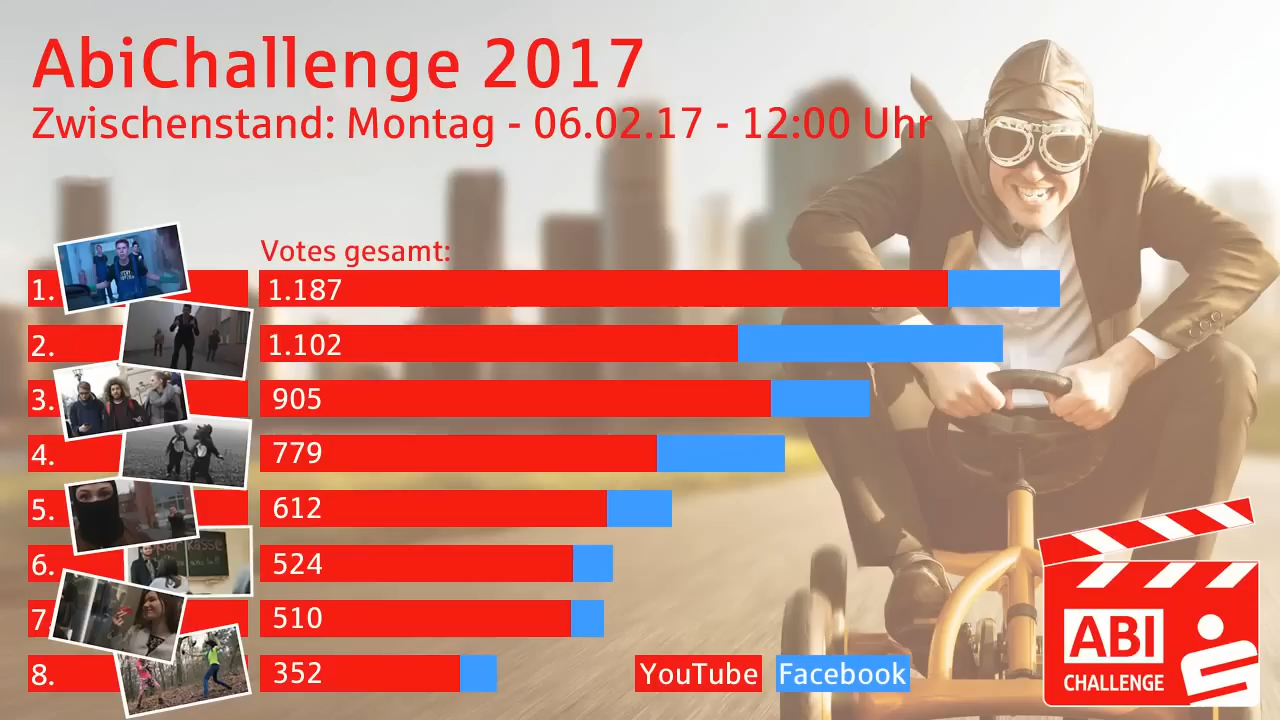 AbiChallenge 2017
Zwischenstand: Montag - 06.02.17 - 12:00 Uhr
Votes gesamt:
1. 1.187
2. 1.102
3. 905
4. 779
5. 612
6. 524
7. 510
8. 352
YouTube Facebook
ABI
CHALLENGE